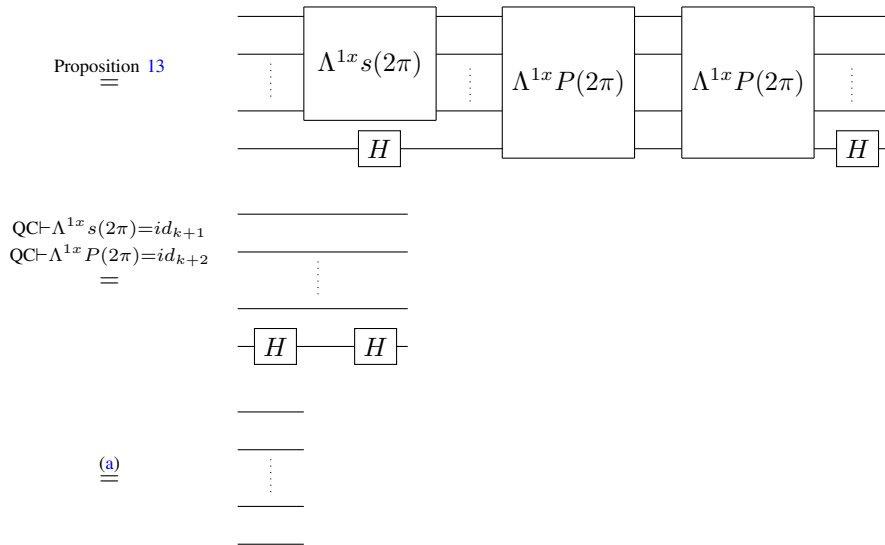 Proposition 13
=
Λ^{1x}s(2π)
Λ^{1x}P(2π)
Λ^{1x}P(2π)
H
H
QC⊢Λ^{1x}s(2π)=id_{k+1}
QC⊢Λ^{1x}P(2π)=id_{k+2}
=
H
H
(a)
=